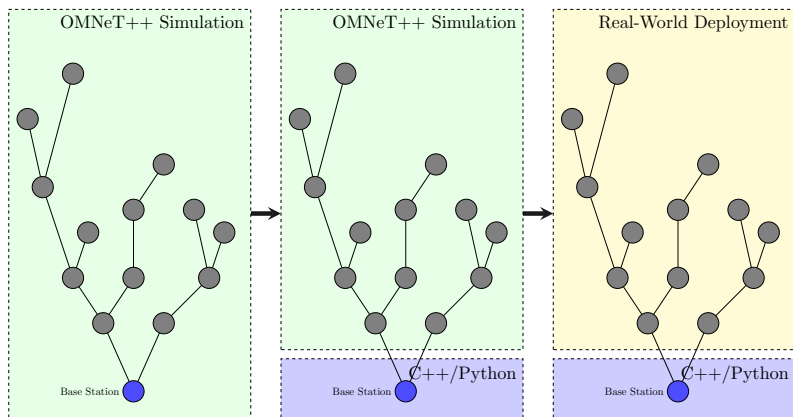 OMNeT++ Simulation
OMNeT++ Simulation
Real-World Deployment
C++/Python
C++/Python
Base Station
Base Station
Base Station